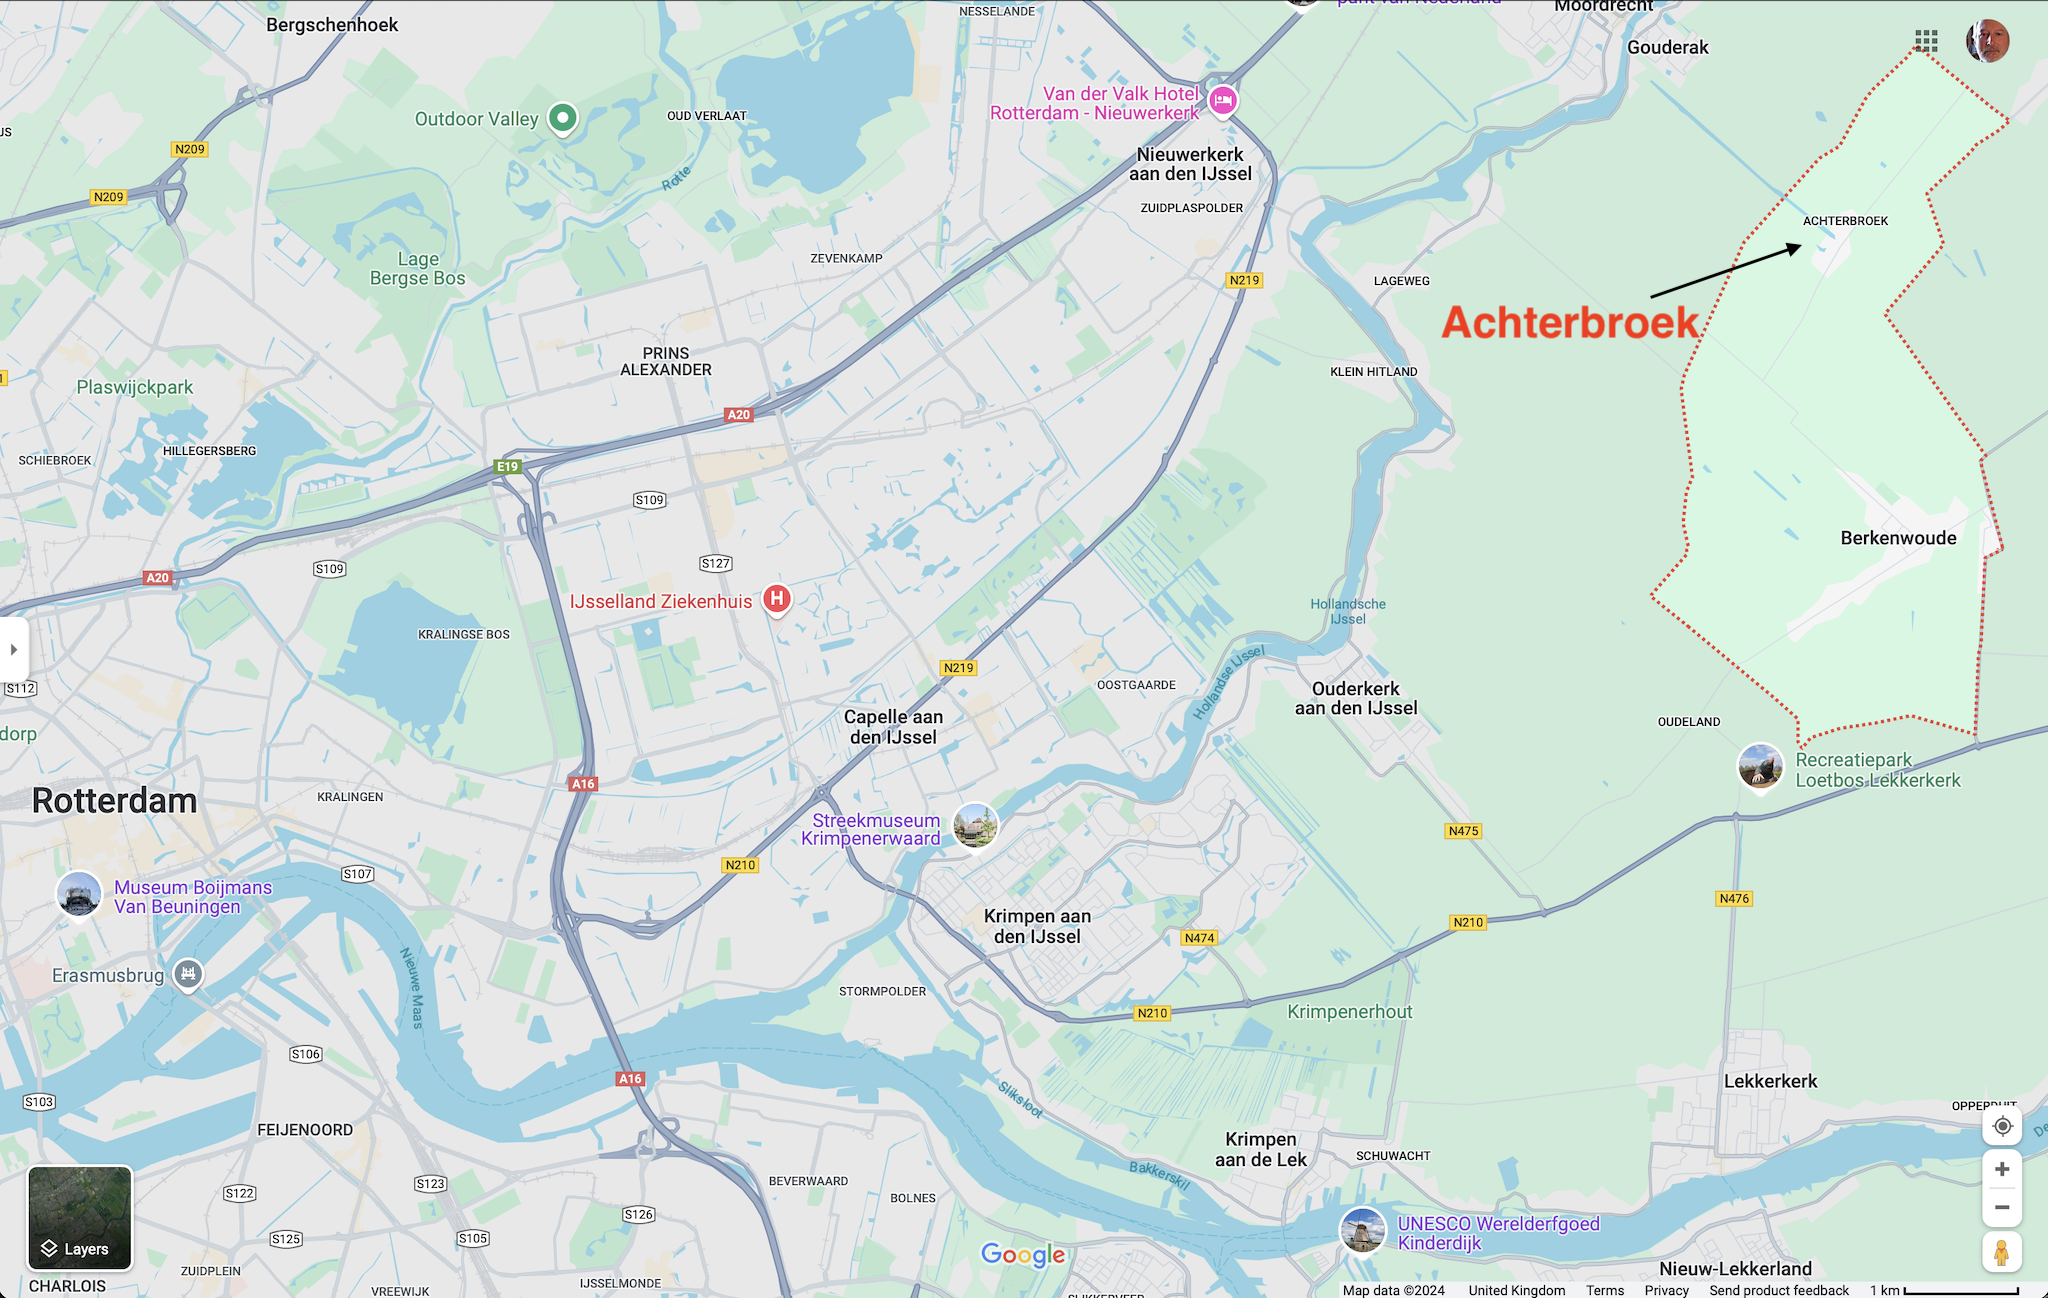 NESSELANDE
Moordrecht
Bergschenhoek
Gouderak
Van der Valk Hotel
Rotterdam - Nieuwerkerk
Outdoor Valley
OUD VERLAAT
N209
Nieuwerkerk
aan den IJssel
Rotte
N209
ZUIDPLASPOLDER
ACHTERBROEK
Lage
Bergse Bos
ZEVENKAMP
N219
LAGEWEG
Achterbroek
PRINS
ALEXANDER
KLEIN HITLAND
Plaswijckpark
A20
HILLEGERSBERG
SCHIEBROEK
E19
S109
Berkenwoude
S127
S109
A20
IJsselland Ziekenhuis
H
Hollandsche
IJssel
KRALINGSE BOS
Hollandse IJssel
N219
S112
OOSTGAARDE
Ouderkerk
aan den IJssel
Capelle aan
den IJssel
OUDELAND
dorp
Recreatiepark
Loetbos Lekkerkerk
A16
Rotterdam
KRALINGEN
Streekmuseum
Krimpenerwaard
N475
N210
S107
Museum Boijmans
Van Beuningen
N476
Krimpen aan
den IJssel
N210
N474
Erasmusbrug
Nieuwe Maas
STORMPOLDER
N210
Krimpenerhout
S106
A16
Lekkerkerk
Sliksloot
S103
OPPERDUIT
De
FEIJENOORD
Krimpen
aan de Lek
SCHUWACHT
Bakkerskil
BEVERWAARD
S123
S122
BOLNES
S126
UNESCO Werelderfgoed
Kinderdijk
S125
S105
Layers
Google
ZUIDPLEIN
Nieuw-Lekkerland
CHARLOIS
VREEWIJK
IJSSELMONDE
SLIKKERVEER
Map data ©2024 United Kingdom Terms Privacy Send product feedback 1 km